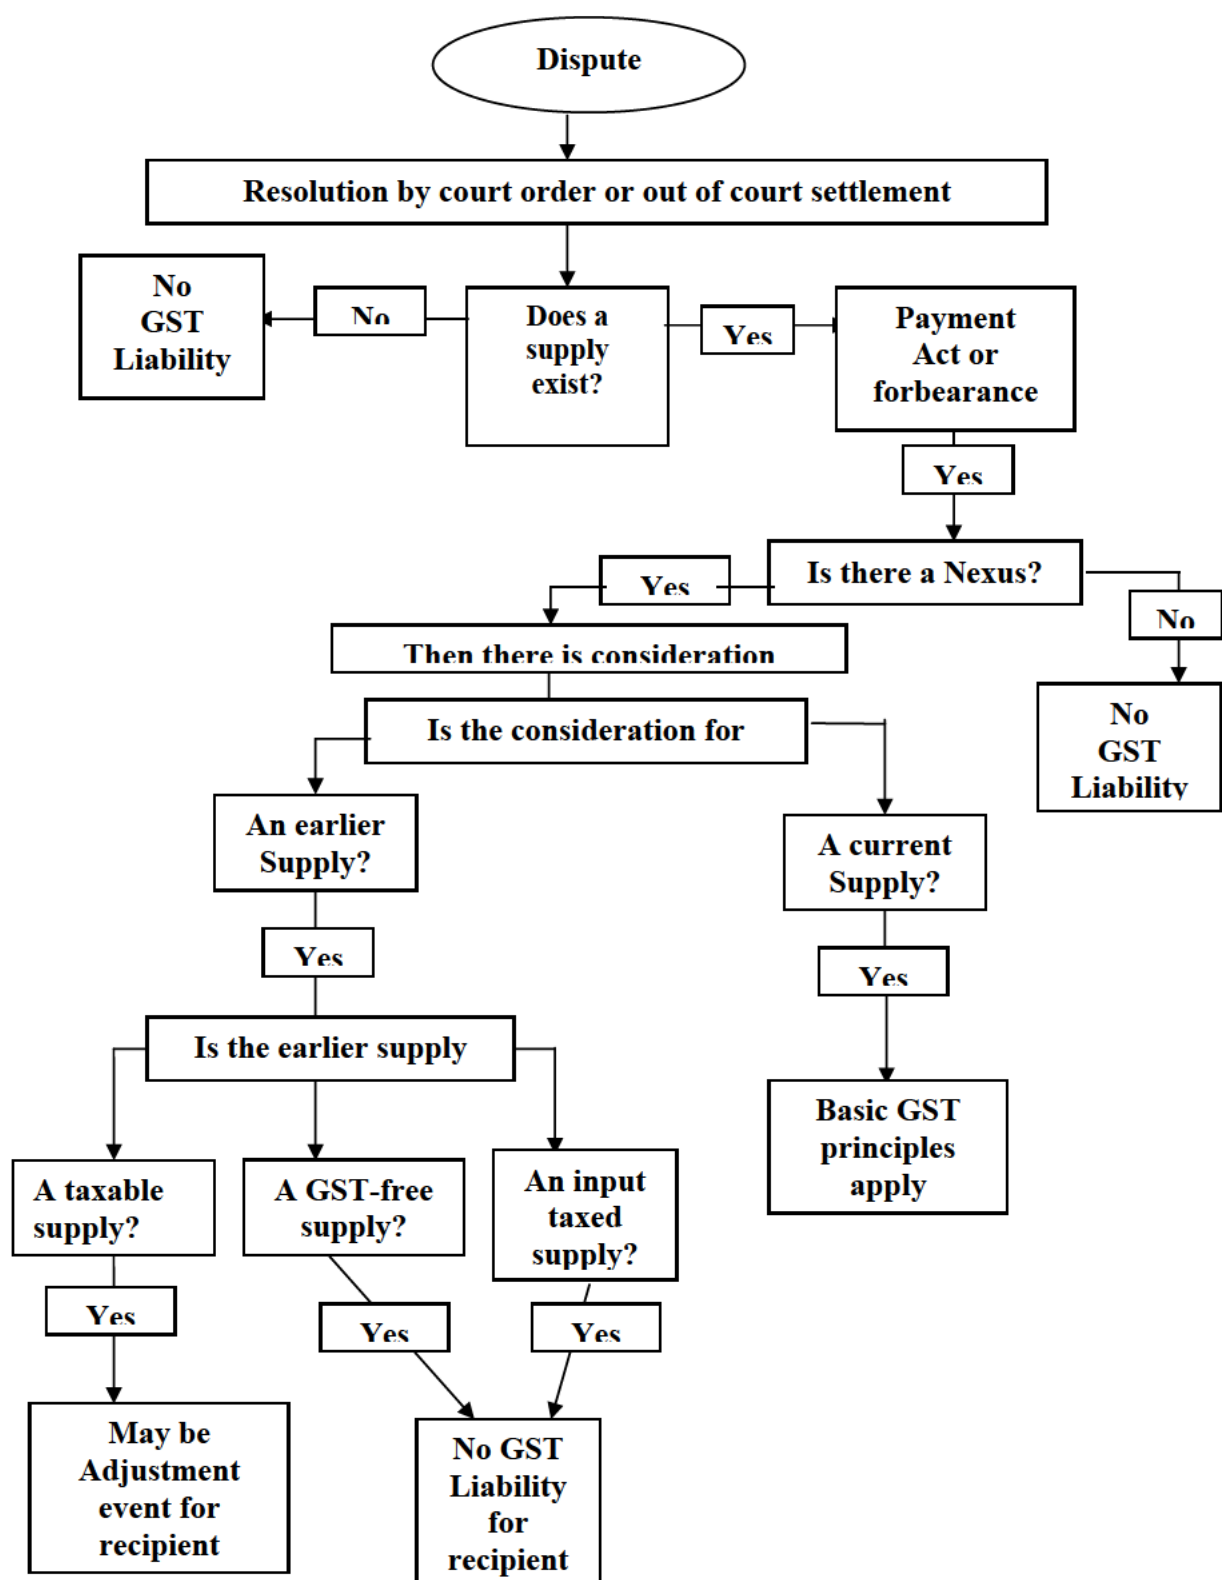 Dispute
Resolution by court order or out of court settlement
No
GST
Liability
No
Does a
supply
exist?
Yes
Payment
Act or
forbearance
Yes
Is there a Nexus?
Yes
No
Then there is consideration
No
GST
Liability
Is the consideration for
An earlier
Supply?
A current
Supply?
Yes
Yes
Is the earlier supply
Basic GST
principles
apply
A taxable
supply?
A GST-free
supply?
An input
taxed
supply?
Yes
Yes
Yes
May be
Adjustment
event for
recipient
No GST
Liability
for
recipient